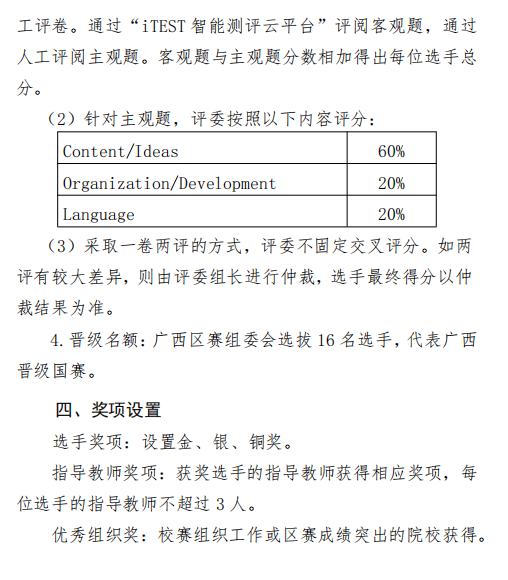 工评卷。通过“iTEST 智能测评云平台”评阅客观题，通过
人工评阅主观题。客观题与主观题分数相加得出每位选手总
分。
（2）针对主观题，评委按照以下内容评分：
Content/Ideas 60%
Organization/Development 20%
Language 20%
（3）采取一卷两评的方式，评委不固定交叉评分。如两
评有较大差异，则由评委组长进行仲裁，选手最终得分以仲
裁结果为准。
4.晋级名额：广西区赛组委会选拔 16 名选手，代表广西
晋级国赛。
四、奖项设置
选手奖项：设置金、银、铜奖。
指导教师奖项：获奖选手的指导教师获得相应奖项，每
位选手的指导教师不超过 3 人。
优秀组织奖：校赛组织工作或区赛成绩突出的院校获得。